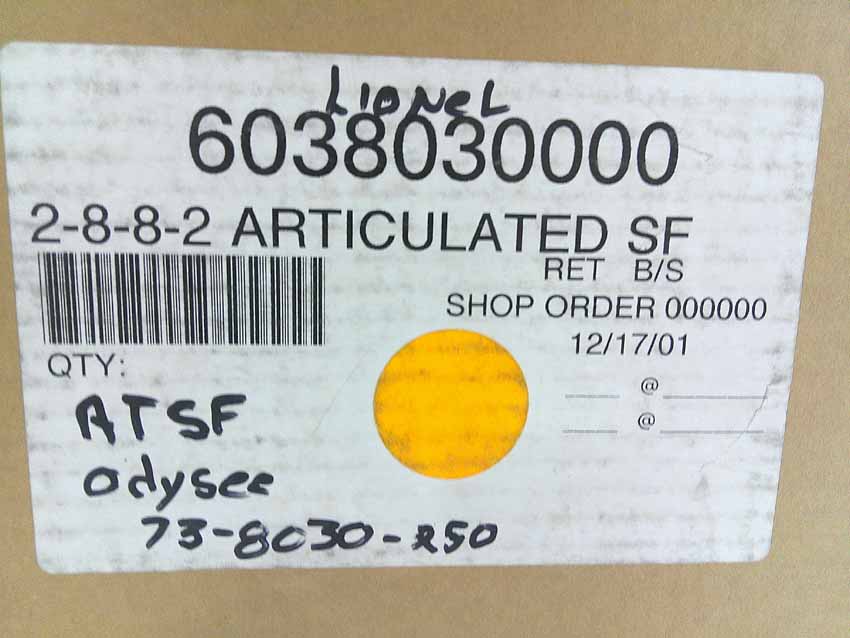 Lionel
6038030000
2-8-8-2 ARTICULATED SF
RET B/S
SHOP ORDER 000000
12/17/01
QTY:
@
@
ATSF
Odysee
73-8030-250